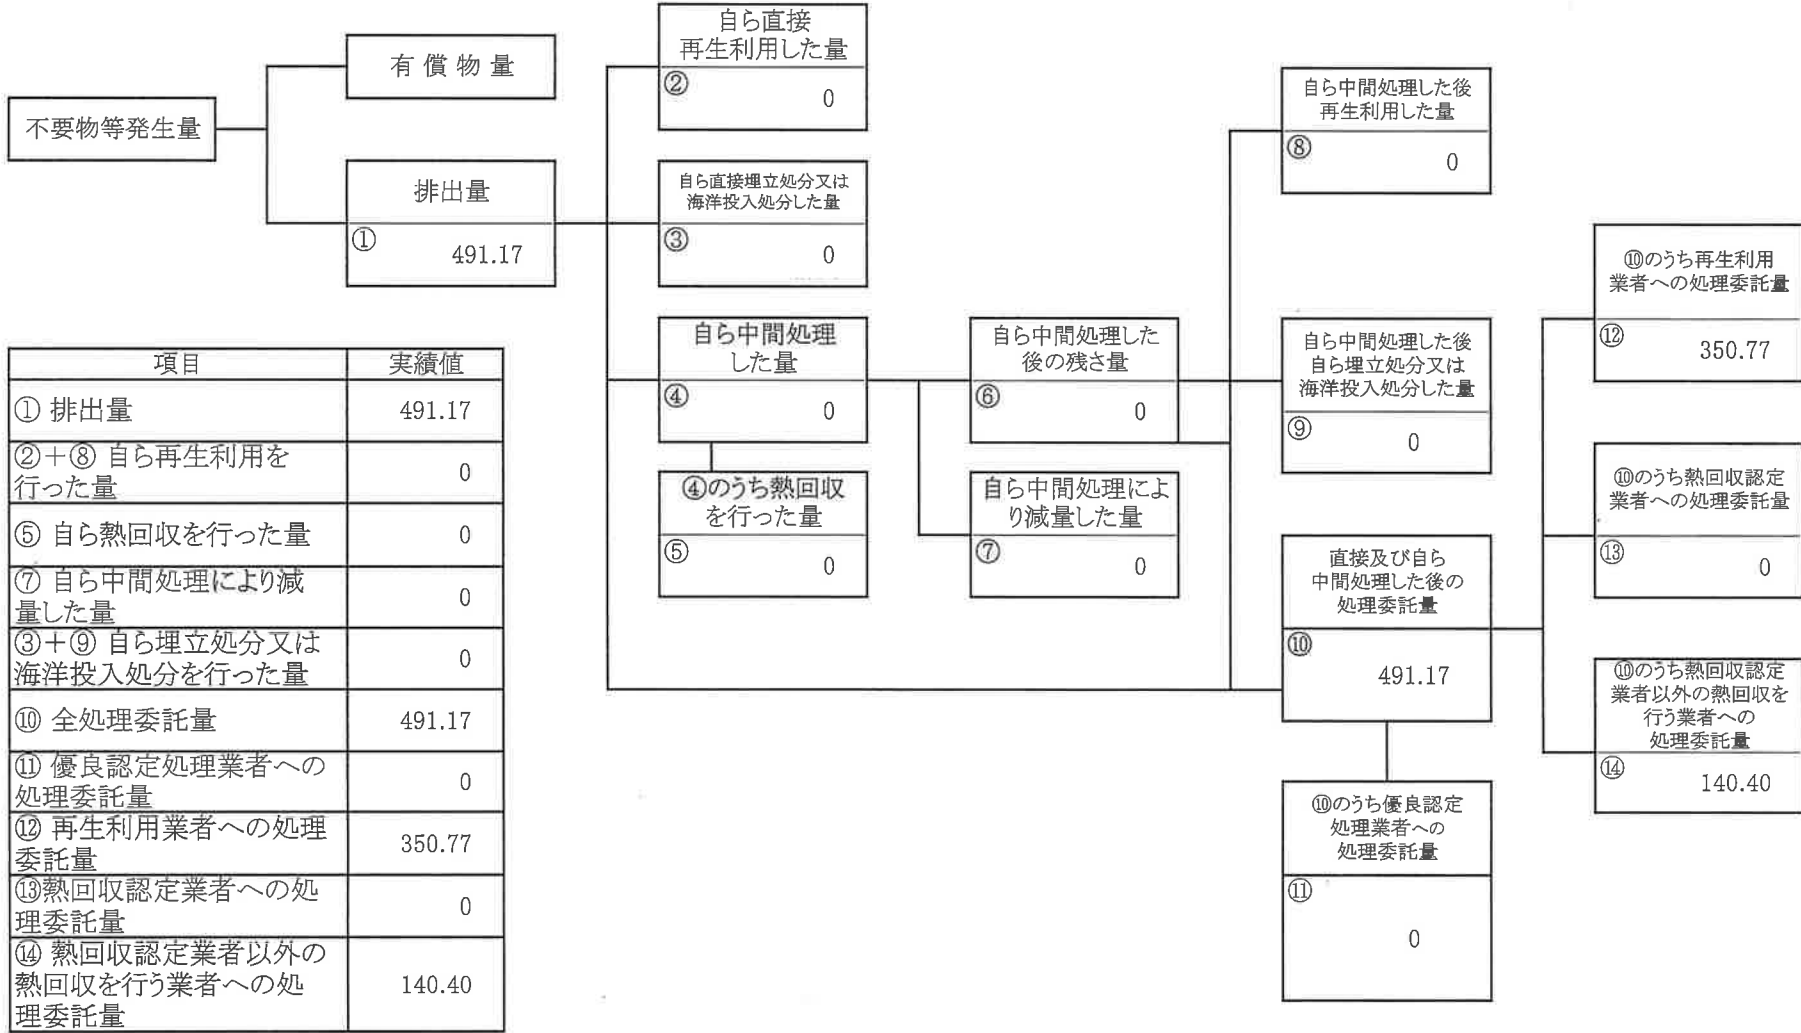 不要物等発生量
有 償 物 量
排出量
①
491.17
自ら直接
再生利用した量
②
0
自ら直接埋立処分又は
海洋投入処分した量
③
0
自ら中間処理
した量
④
0
④のうち熱回収
を行った量
⑤
0
自ら中間処理した
後の残さ量
⑥
0
自ら中間処理によ
り減量した量
⑦
0
自ら中間処理した後
再生利用した量
⑧
0
自ら中間処理した後
自ら埋立処分又は
海洋投入処分した量
⑨
0
直接及び自ら
中間処理した後の
処理委託量
⑩
491.17
⑩のうち優良認定
処理業者への
処理委託量
⑪
0
⑩のうち再生利用
業者への処理委託量
⑫
350.77
⑩のうち熱回収認定
業者への処理委託量
⑬
0
⑩のうち熱回収認定
業者以外の熱回収を
行う業者への
処理委託量
⑭
140.40
項目 実績値
① 排出量 491.17
②＋⑧ 自ら再生利用を
行った量 0
⑤ 自ら熱回収を行った量 0
⑦ 自ら中間処理により減
量した量 0
③＋⑨ 自ら埋立処分又は
海洋投入処分を行った量 0
⑩ 全処理委託量 491.17
⑪ 優良認定処理業者への
処理委託量 0
⑫ 再生利用業者への処理
委託量 350.77
⑬熱回収認定業者への処
理委託量 0
⑭ 熱回収認定業者以外の
熱回収を行う業者への処
理委託量 140.40